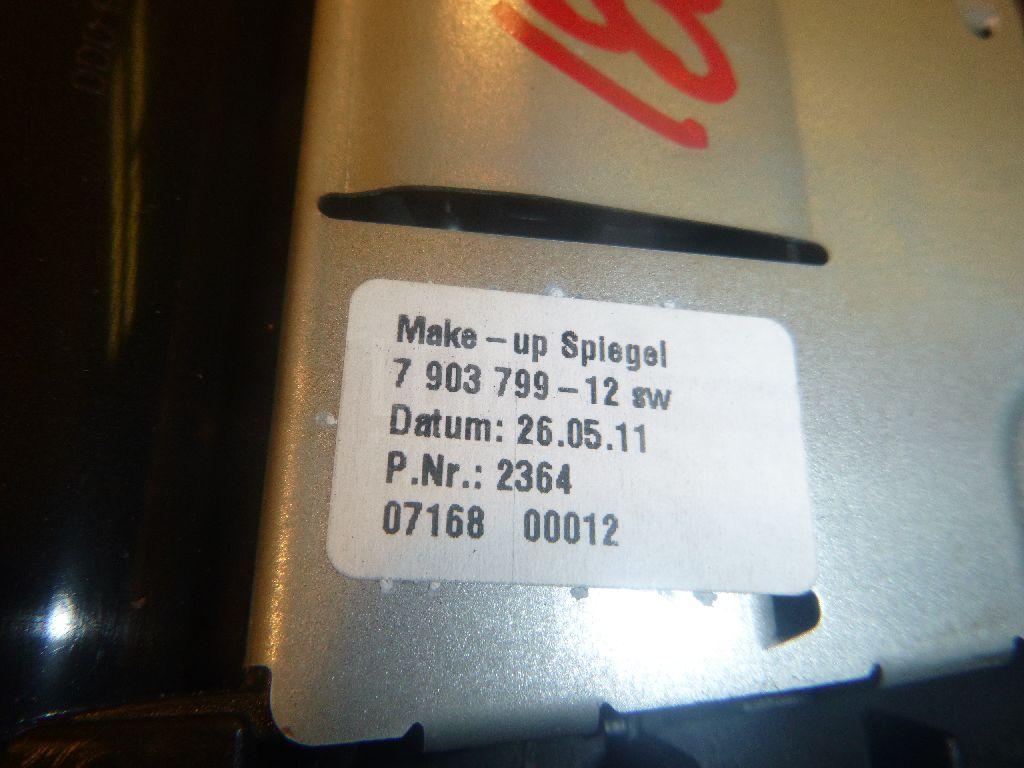 Make-up Spiegel
7 903 799-12 sw
Datum: 26.05.11
P.Nr.: 2364
07168 00012